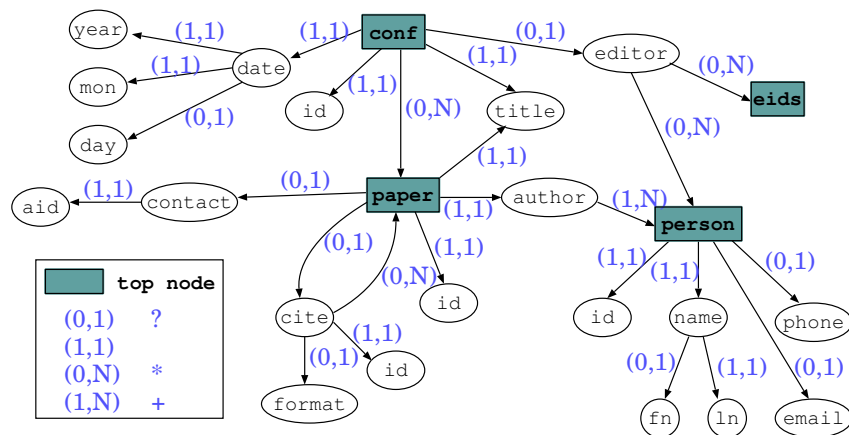 year
(1,1)
(1,1)
conf
(0,1)
editor
(1,1)
date
(1,1)
(0,N)
mon
(1,1)
id
(1,1)
title
eids
(0,1)
(0,N)
(0,N)
day
(1,1)
aid
(1,1)
contact
(0,1)
paper
(1,1)
author
(1,N)
person
(0,1)
(1,1)
(1,1)
(1,1)
(0,1)
(0,N)
id
id
name
phone
cite
(1,1)
(0,1)
id
(0,1)
(1,1)
(0,1)
format
fn
ln
email
top node
(0,1) ?
(1,1)
(0,N) *
(1,N) +